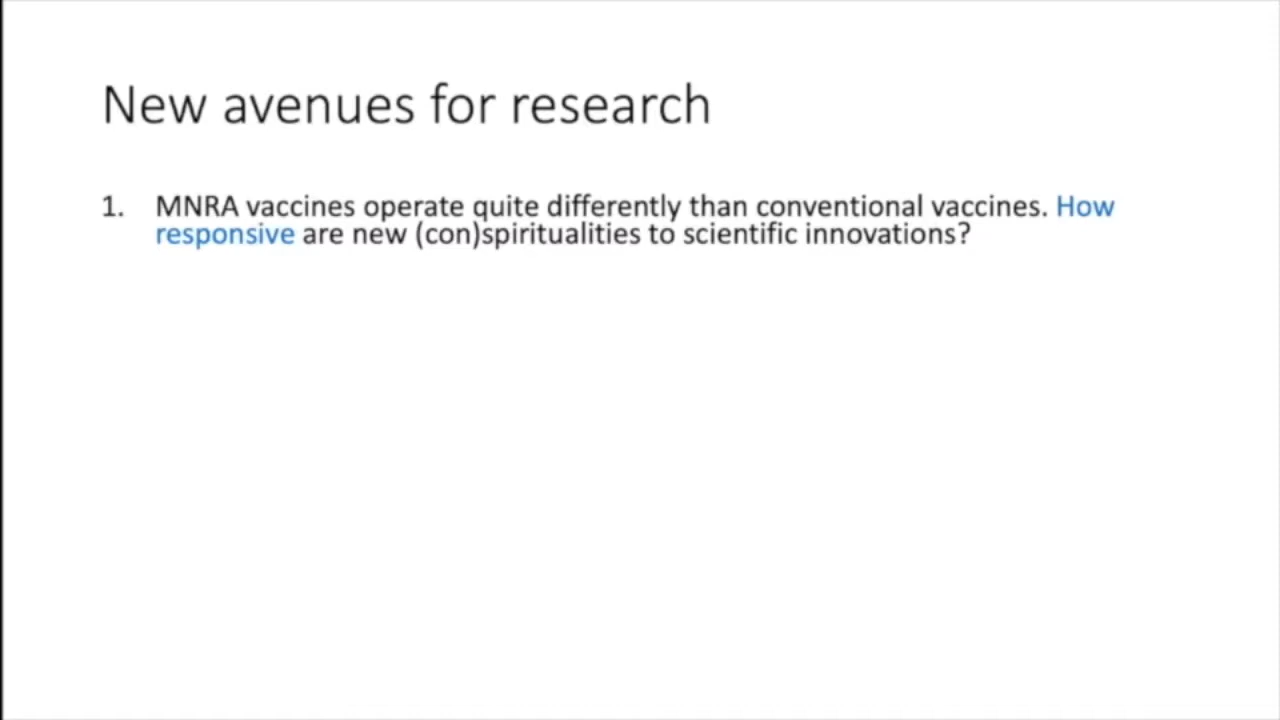 New avenues for research
1. MNRA vaccines operate quite differently than conventional vaccines. How
responsive are new (con)spiritualities to scientific innovations?